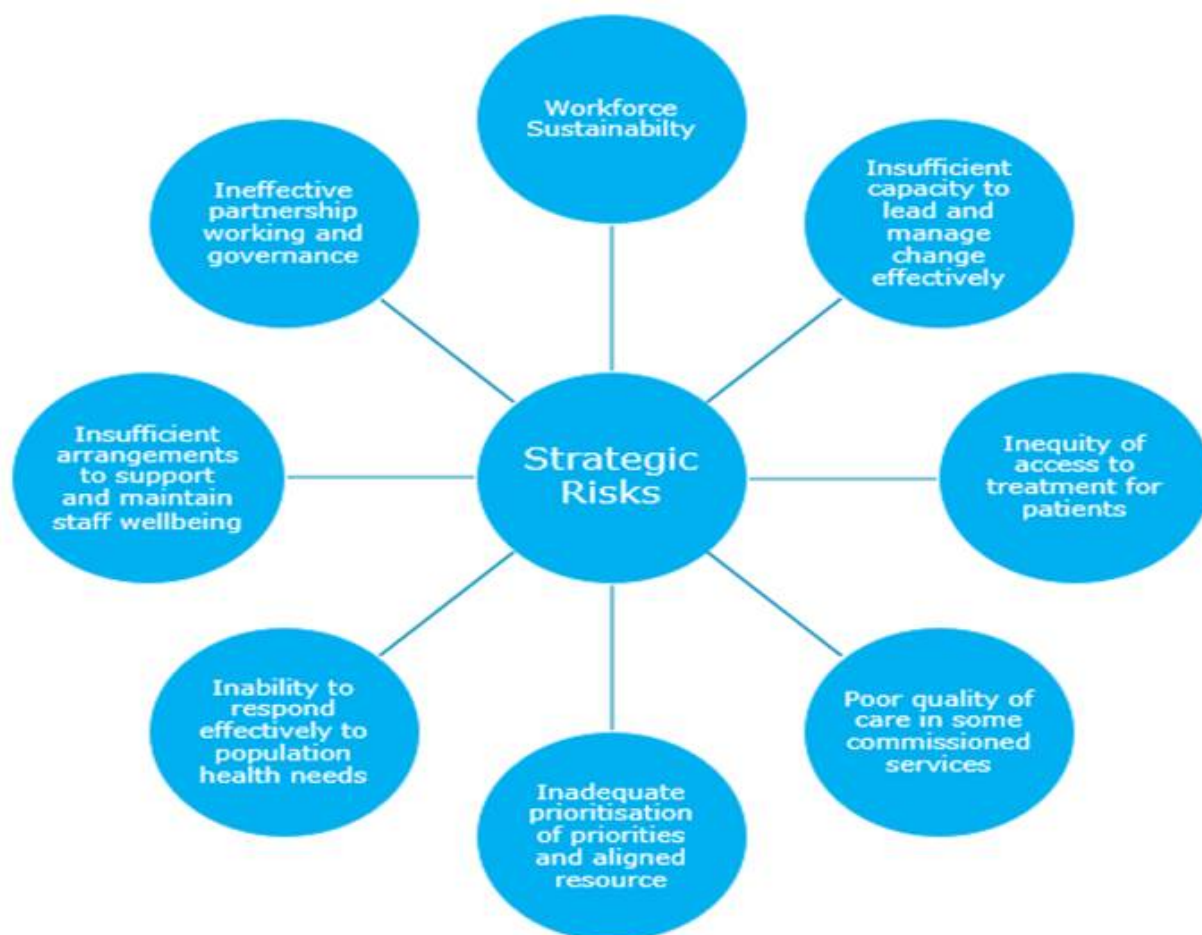 Workforce
Sustainabilty
Insufficient
capacity to
lead and
manage
change
effectively
Inequity of
access to
treatment for
patients
Poor quality of
care in some
commissioned
services
Inadequate
prioritisation
of priorities
and aligned
resource
Inability to
respond
effectively to
population
health needs
Insufficient
arrangements
to support
and maintain
staff wellbeing
Ineffective
partnership
working and
governance
Strategic
Risks